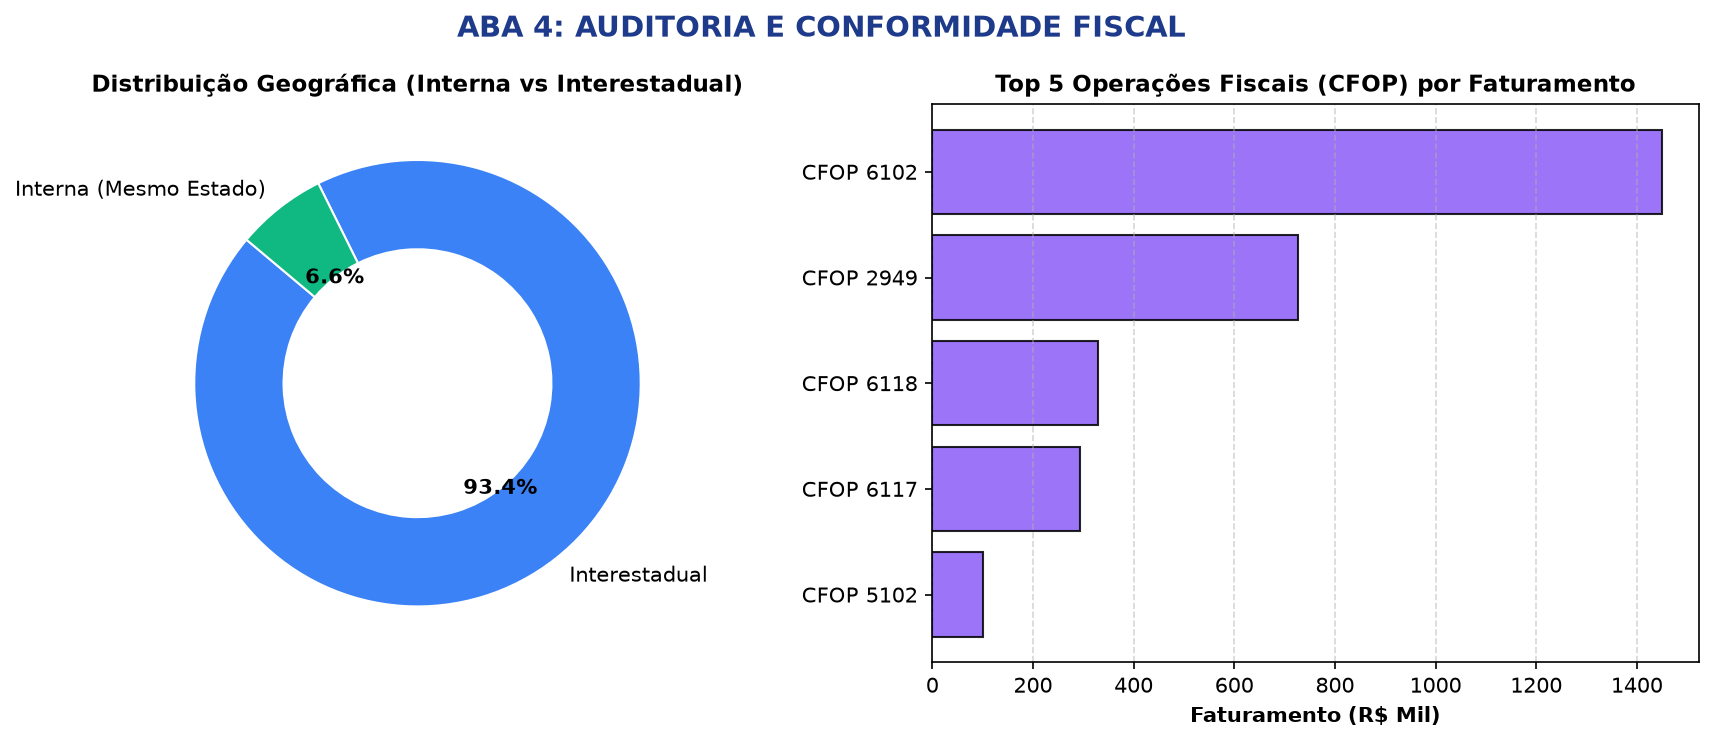 ABA 4: AUDITORIA E CONFORMIDADE FISCAL
Distribuição Geográfica (Interna vs Interestadual)
Interna (Mesmo Estado)
6.6%
93.4%
Interestadual
Top 5 Operações Fiscais (CFOP) por Faturamento
CFOP 6102
CFOP 2949
CFOP 6118
CFOP 6117
CFOP 5102
0 200 400 600 800 1000 1200 1400
Faturamento (R$ Mil)